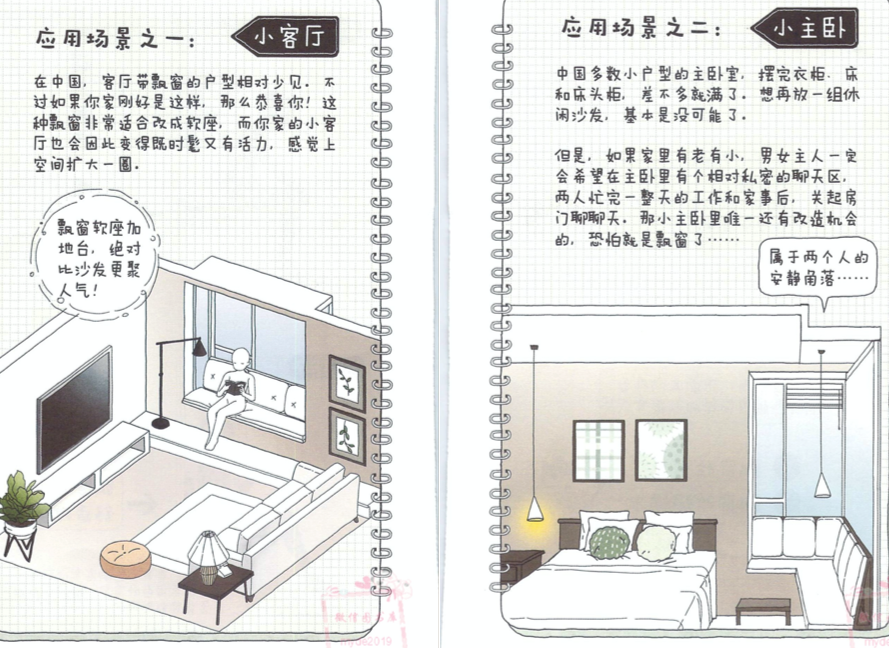 应用场景之一：
小客厅
在中国，客厅带飘窗的户型相对少见。不
过如果你家刚好是这样，那么恭喜你！这
种飘窗非常适合改成软座，而你家的小客
厅也会因此变得既时髦又有活力，感觉上
空间扩大一圈。
飘窗软座加
地台，绝对
比沙发更聚
人气！
应用场景之二：
小主卧
中国多数小户型的主卧室，摆完衣柜、床
和床头柜，差不多就满了。想再放一组休
闲沙发，基本是没可能了。
但是，如果家里有老有小，男女主人一定
会希望在主卧里有个相对私密的聊天区，
两人忙完一整天的工作和家事后，关起房
门聊聊天。那小主卧里唯一还有改造机会
的，恐怕就是飘窗了……
属于两个人的
安静角落……